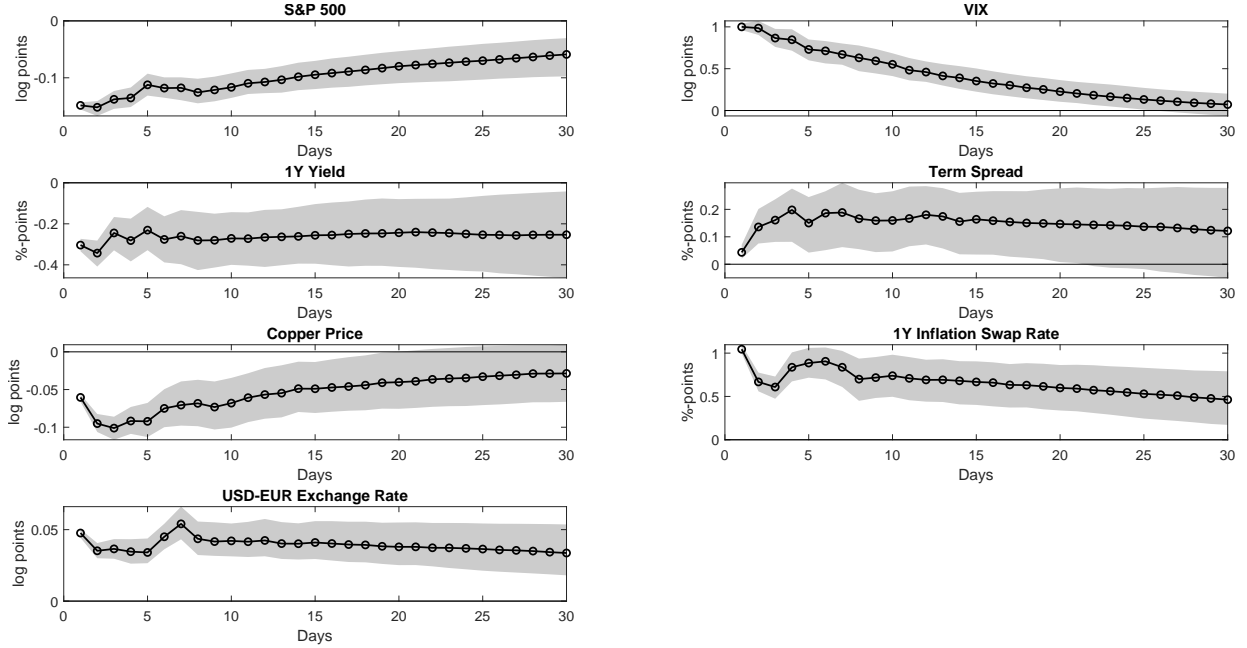 S&P 500
log points
0
-0.1
0 5 10 15 20 25 30
Days
VIX
log points
1
0.5
0
0 5 10 15 20 25 30
Days
1Y Yield
%-points
0
-0.2
-0.4
0 5 10 15 20 25 30
Days
Term Spread
%-points
0.2
0.1
0
0 5 10 15 20 25 30
Days
Copper Price
log points
0
-0.05
-0.1
0 5 10 15 20 25 30
Days
1Y Inflation Swap Rate
%-points
1
0.5
0
0 5 10 15 20 25 30
Days
USD-EUR Exchange Rate
log points
0.05
0
0 5 10 15 20 25 30
Days